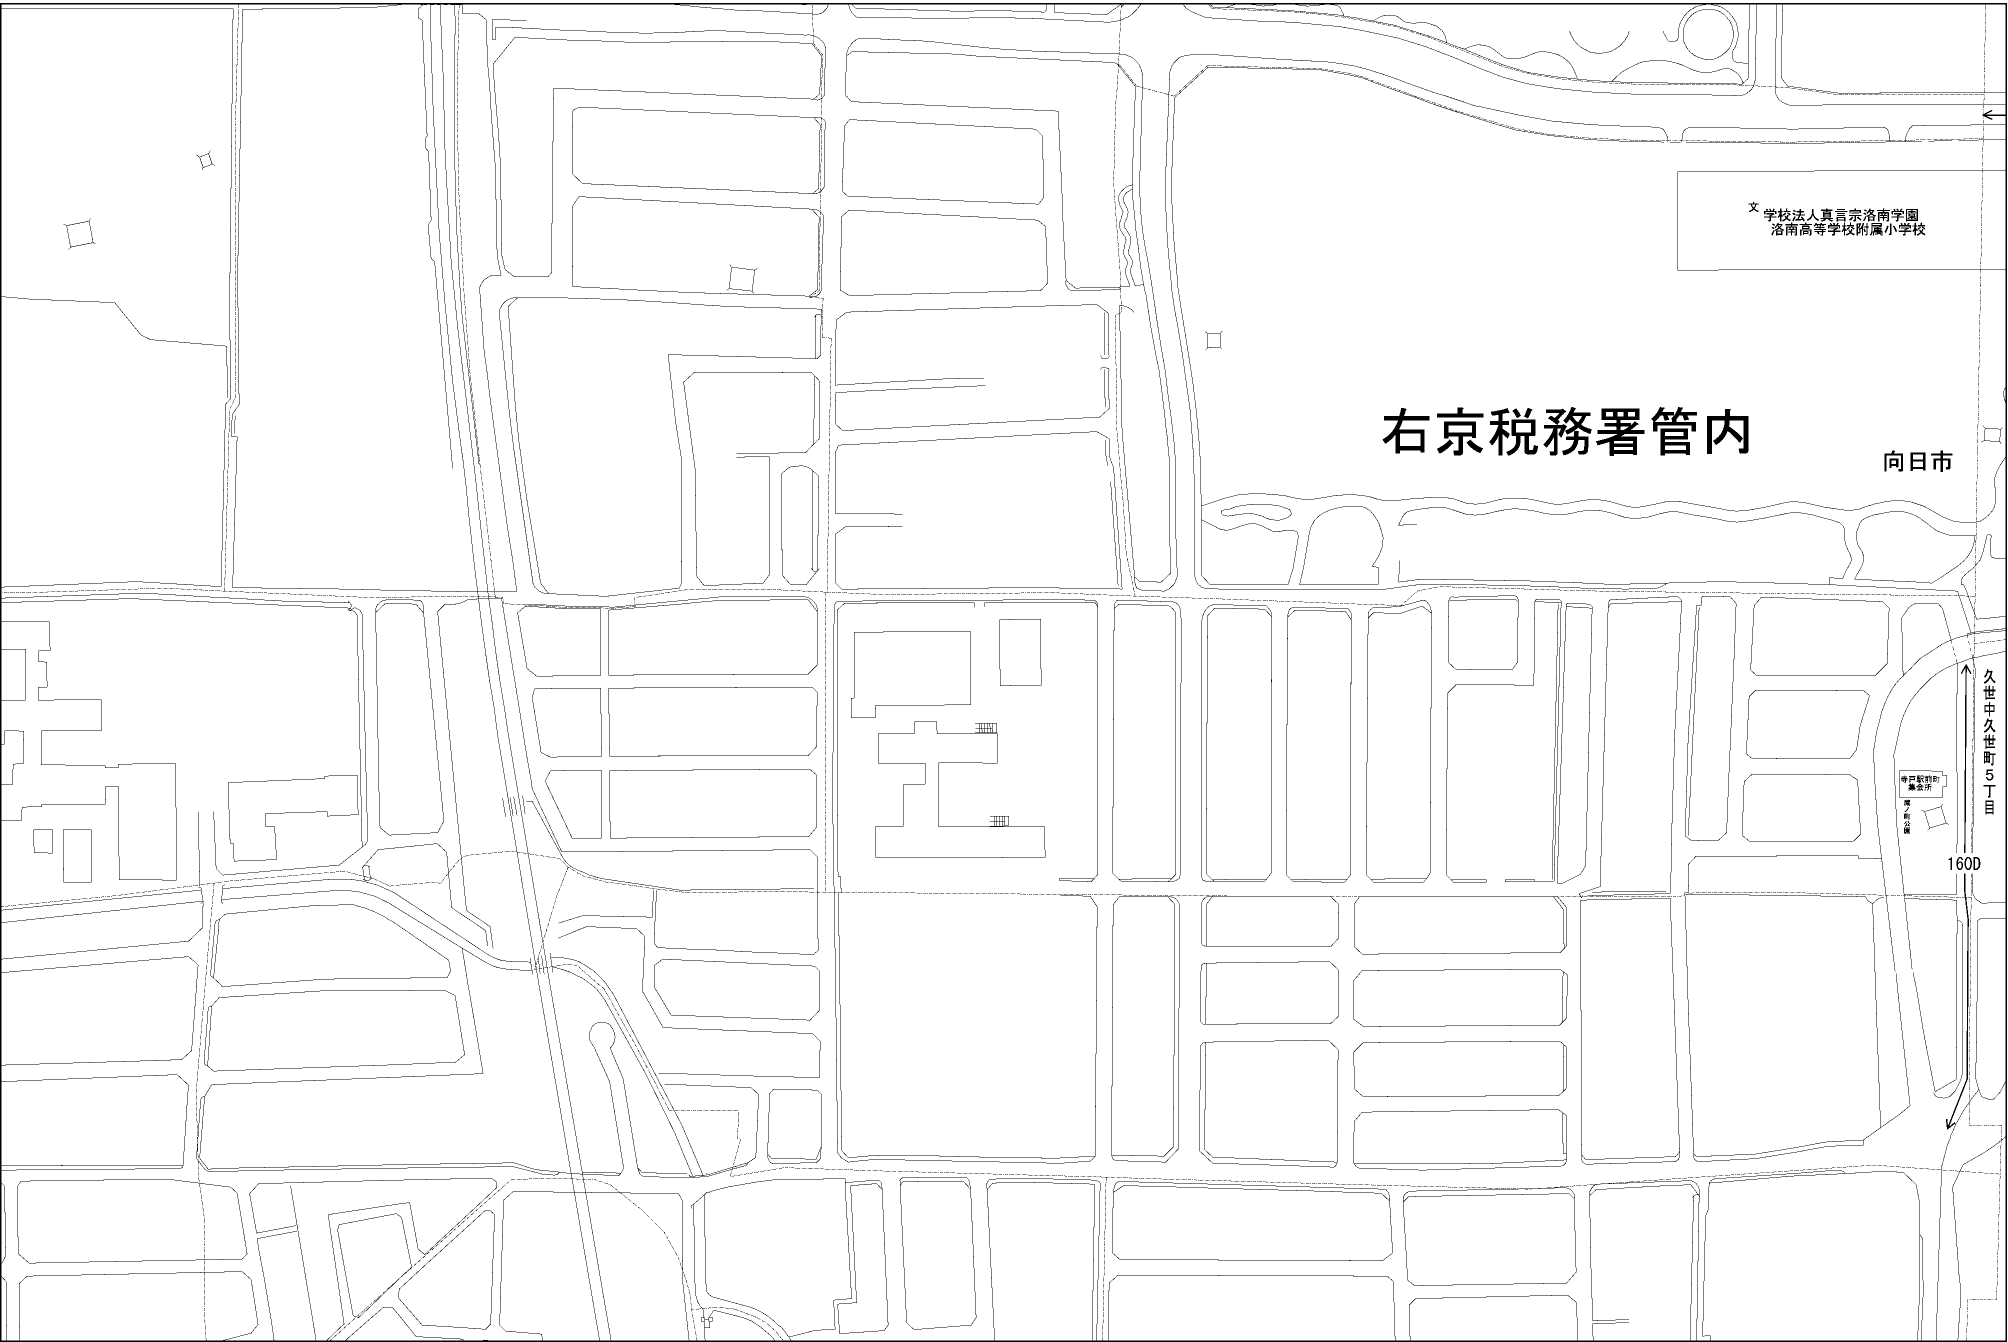 文
学校法人真言宗洛南学園
洛南高等学校附属小学校
右京税務署管内
向日市
久世中久世町5丁目
寺戸駅前町
集会所
160D